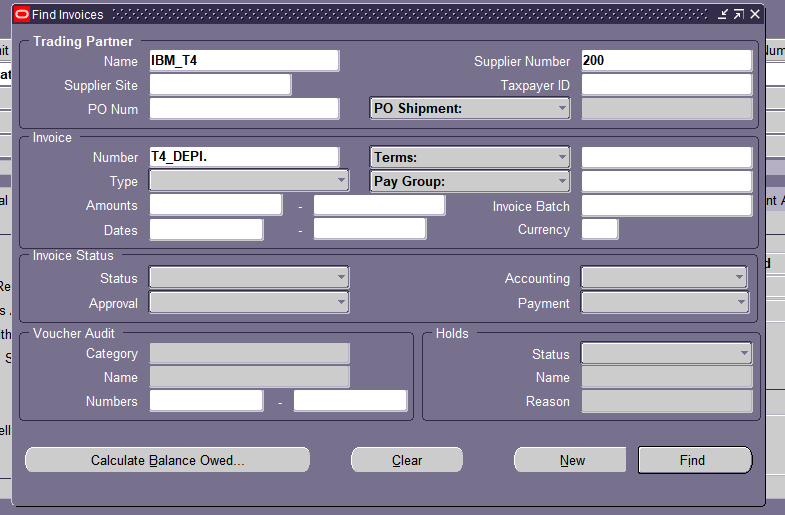 Find Invoices
Trading Partner
Name IBM_T4 Supplier Number 200
Supplier Site Taxpayer ID
PO Num PO Shipment:
Invoice
Number T4_DEPI. Terms:
Type Pay Group:
Amounts - Invoice Batch
Dates - Currency
Invoice Status
Status Accounting
Approval Payment
Voucher Audit Holds
Category Status
Name Name
Numbers - Reason
Calculate Balance Owed... Clear New Find